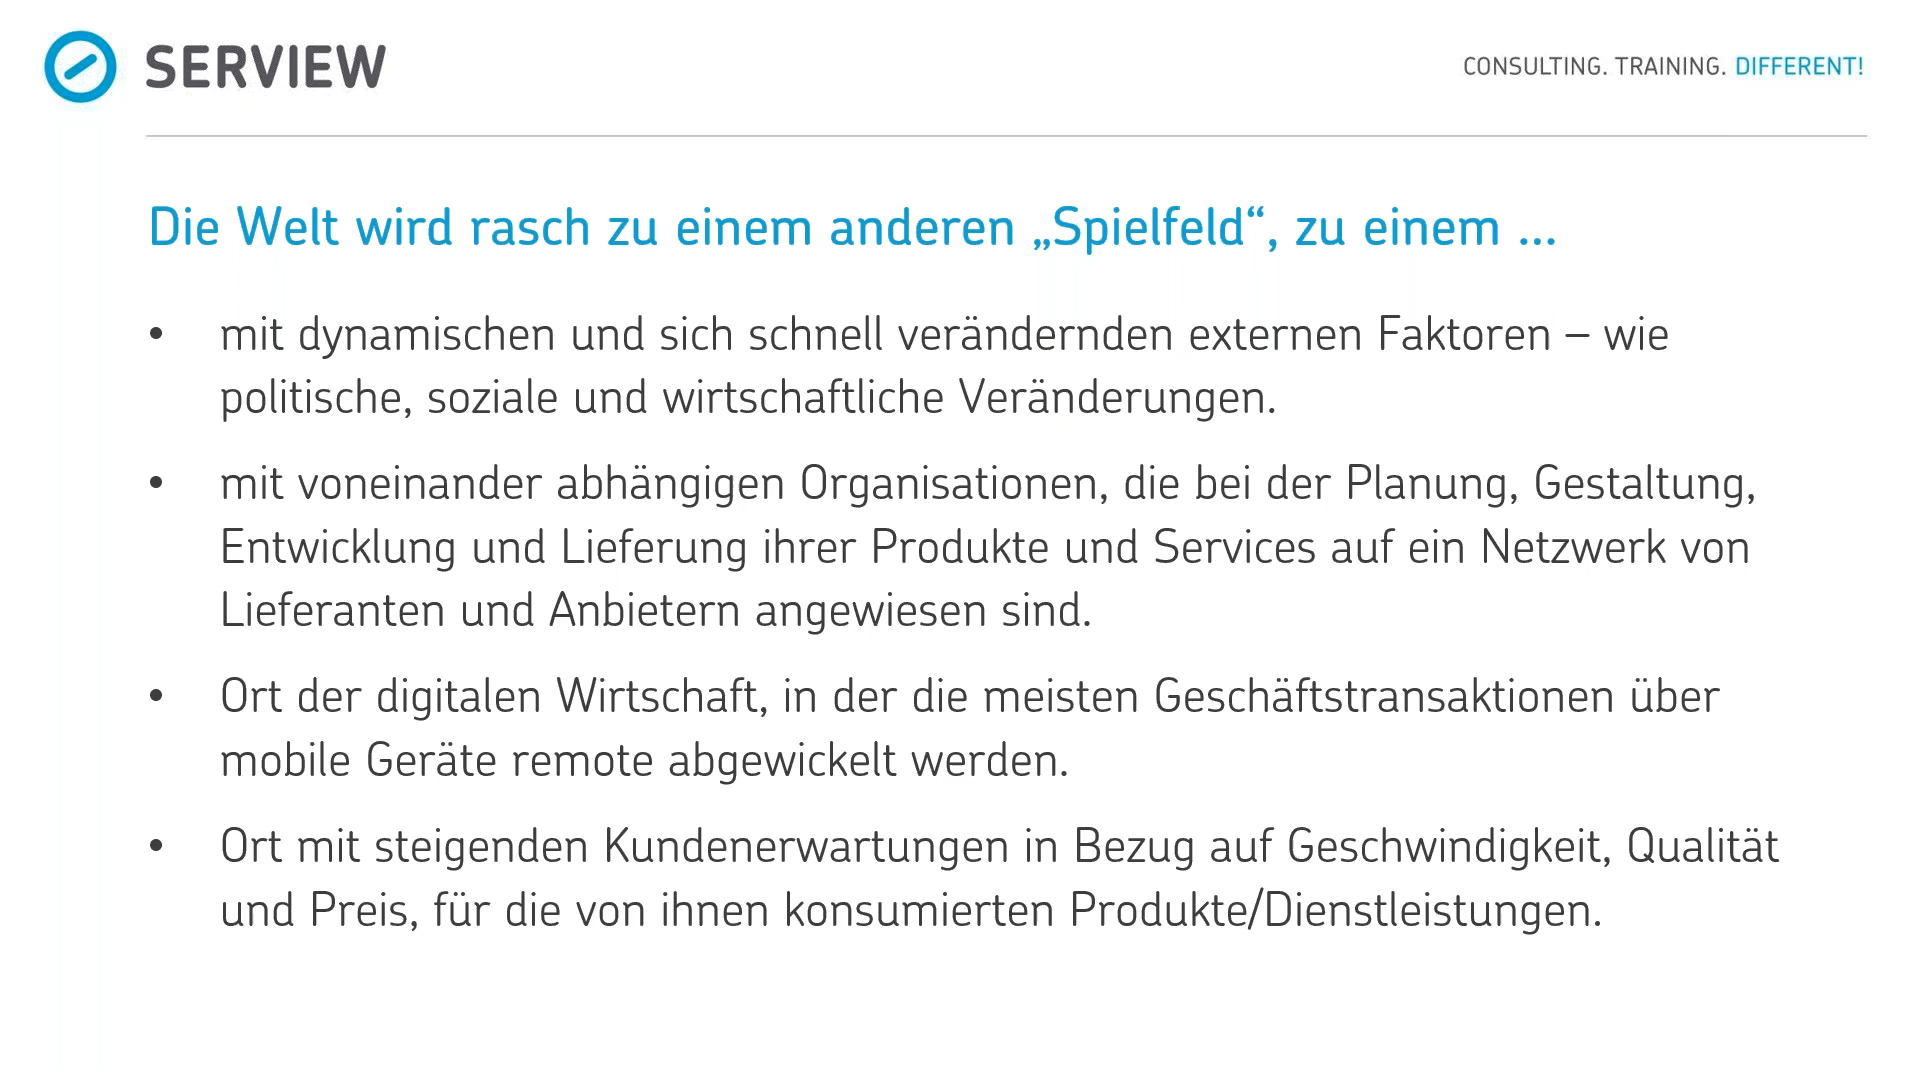 SERVIEW
CONSULTING. TRAINING. DIFFERENT!
Die Welt wird rasch zu einem anderen „Spielfeld“, zu einem ...
• mit dynamischen und sich schnell verändernden externen Faktoren – wie
politische, soziale und wirtschaftliche Veränderungen.
• mit voneinander abhängigen Organisationen, die bei der Planung, Gestaltung,
Entwicklung und Lieferung ihrer Produkte und Services auf ein Netzwerk von
Lieferanten und Anbietern angewiesen sind.
• Ort der digitalen Wirtschaft, in der die meisten Geschäftstransaktionen über
mobile Geräte remote abgewickelt werden.
• Ort mit steigenden Kundenerwartungen in Bezug auf Geschwindigkeit, Qualität
und Preis, für die von ihnen konsumierten Produkte/Dienstleistungen.